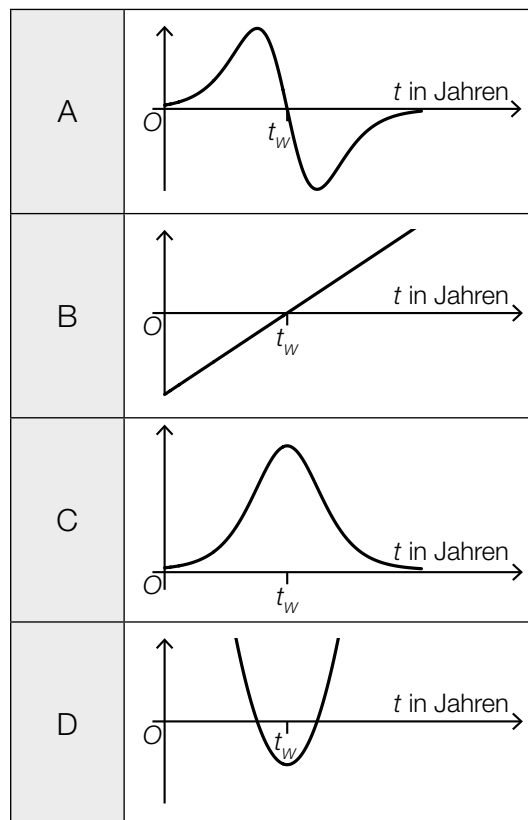 A
t in Jahren
O
t_W
B
t in Jahren
O
t_W
C
t in Jahren
O
t_W
D
t in Jahren
O
t_W